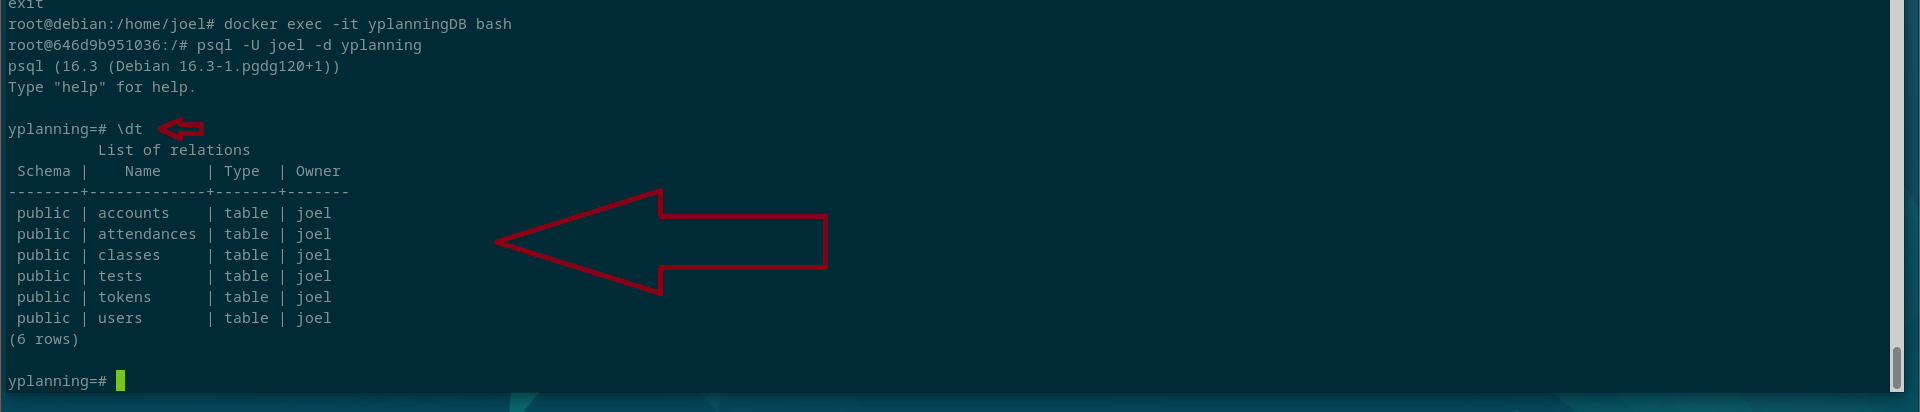 exit
root@debian:/home/joel# docker exec -it yplanningDB bash
root@646d9b951036:/# psql -U joel -d yplanning
psql (16.3 (Debian 16.3-1.pgdg120+1))
Type "help" for help.

yplanning=# \dt
          List of relations
 Schema |    Name     | Type  | Owner
--------+-------------+-------+-------
 public | accounts    | table | joel
 public | attendances | table | joel
 public | classes     | table | joel
 public | tests       | table | joel
 public | tokens      | table | joel
 public | users       | table | joel
(6 rows)

yplanning=#